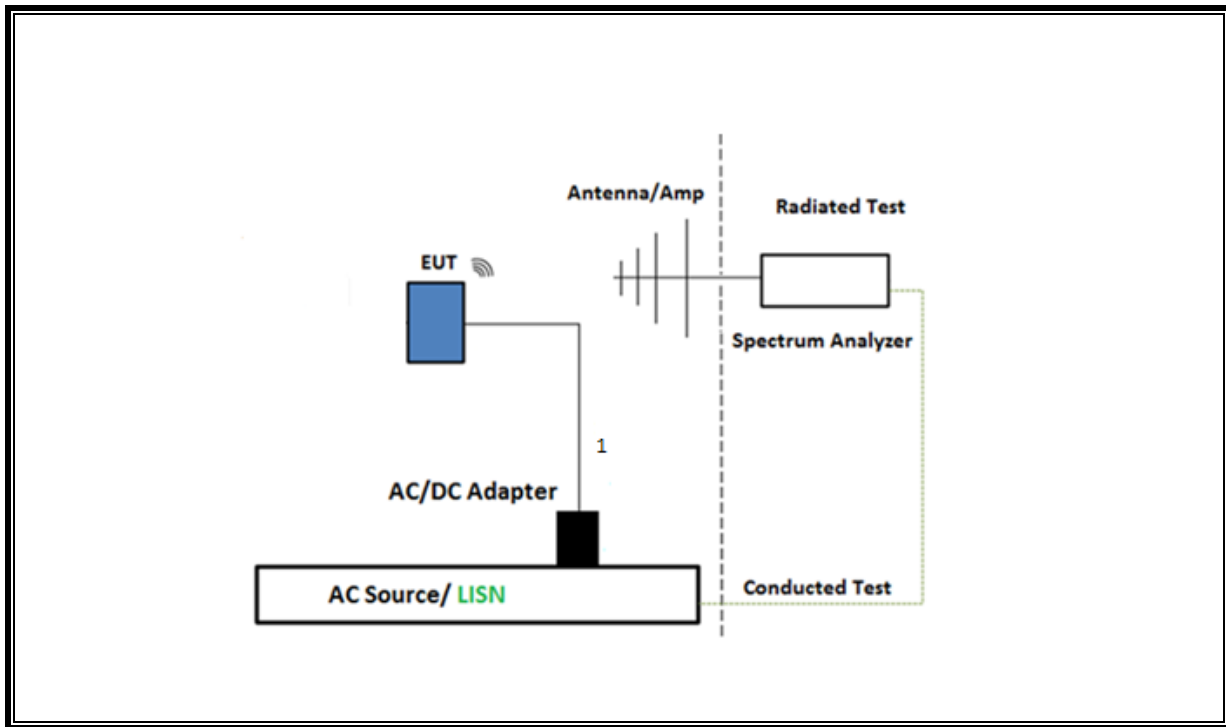 Antenna/Amp
Radiated Test
EUT
Spectrum Analyzer
1
AC/DC Adapter
AC Source/ LISN
Conducted Test